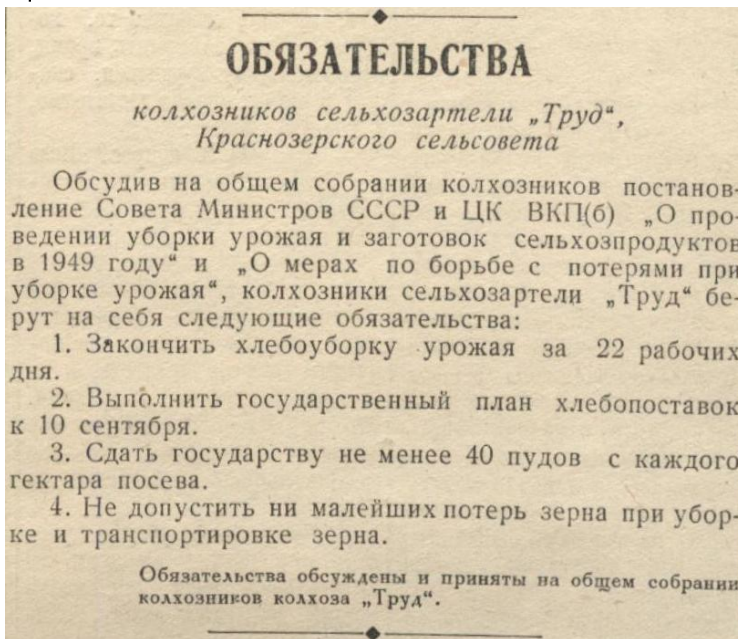 ОБЯЗАТЕЛЬСТВА
колхозников сельхозартели „Труд“,
Краснозерского сельсовета
Обсудив на общем собрании колхозников постанов-
ление Совета Министров СССР и ЦК ВКП(б) „О про-
ведении уборки урожая и заготовок сельхозпродуктов
в 1949 году“ и „О мерах по борьбе с потерями при
уборке урожая“, колхозники сельхозартели „Труд“ бе-
рут на себя следующие обязательства:
1. Закончить хлебоуборку урожая за 22 рабочих
дня.
2. Выполнить государственный план хлебопоставок
к 10 сентября.
3. Сдать государству не менее 40 пудов с каждого
гектара посева.
4. Не допустить ни малейших потерь зерна при убор-
ке и транспортировке зерна.
Обязательства обсуждены и приняты на общем собрании
колхозников колхоза „Труд“.